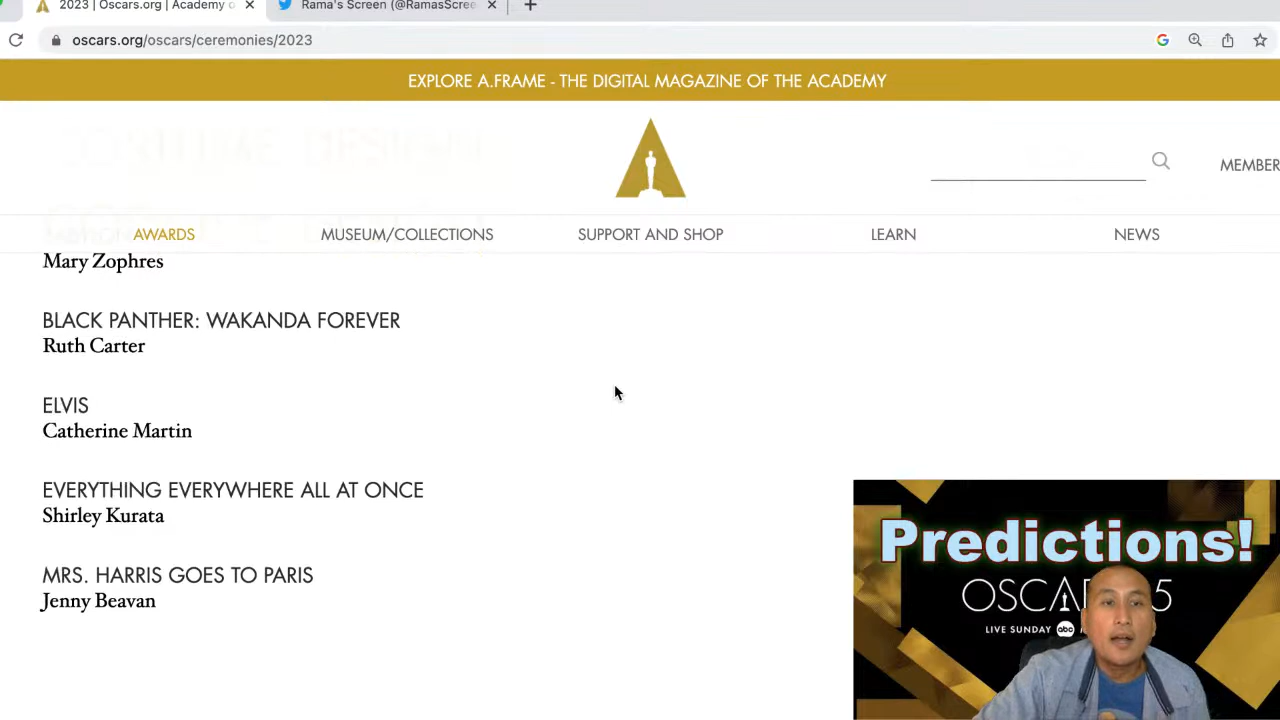 2023 | Oscars.org | Academy o
Rama's Screen (@RamasScree
oscars.org/oscars/ceremonies/2023
EXPLORE A.FRAME - THE DIGITAL MAGAZINE OF THE ACADEMY
MEMBER
AWARDS
MUSEUM/COLLECTIONS
SUPPORT AND SHOP
LEARN
NEWS
Mary Zophres
BLACK PANTHER: WAKANDA FOREVER
Ruth Carter
ELVIS
Catherine Martin
EVERYTHING EVERYWHERE ALL AT ONCE
Shirley Kurata
MRS. HARRIS GOES TO PARIS
Jenny Beavan
Predictions!
OSCA 5
LIVE SUNDAY abc